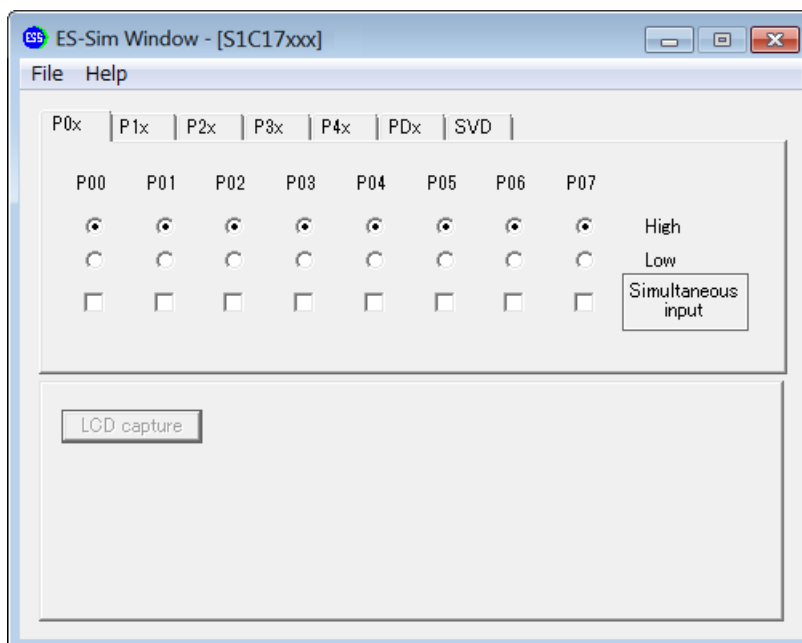 ES-Sim Window - [S1C17xxx]
File Help
P0x P1x P2x P3x P4x PDx SVD
P00 P01 P02 P03 P04 P05 P06 P07
High
Low
Simultaneous
input
LCD capture